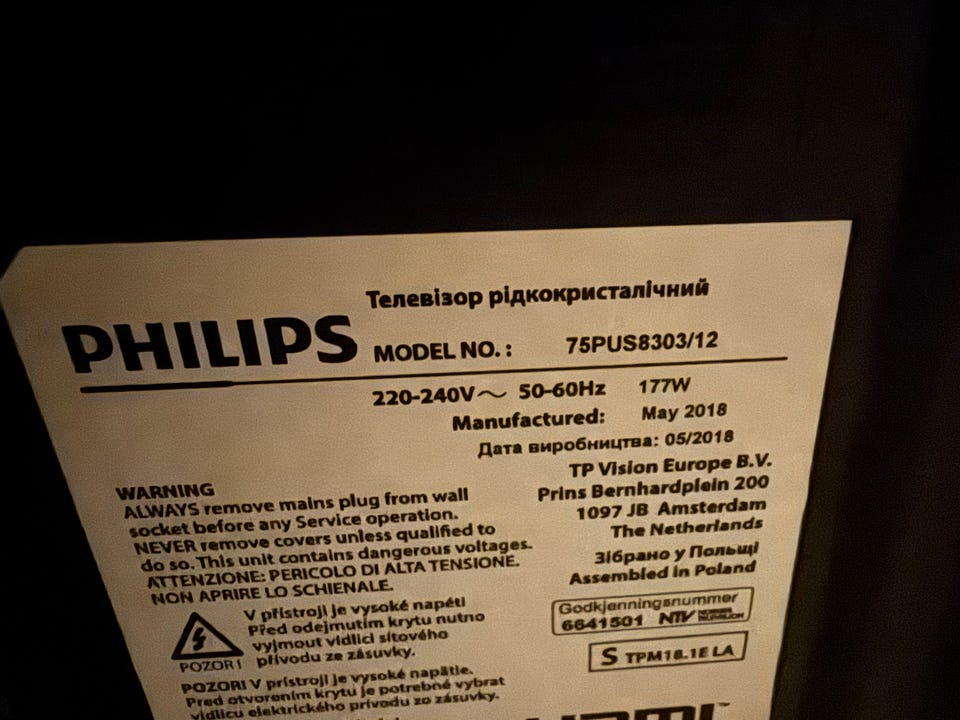 Телевізор рідкокристалічний
PHILIPS MODEL NO. : 75PUS8303/12
220-240V～ 50-60Hz 177W
Manufactured: May 2018
Дата виробництва: 05/2018
TP Vision Europe B.V.
Prins Bernhardplein 200
1097 JB Amsterdam
The Netherlands
Зібрано у Польщі
Assembled in Poland
WARNING
ALWAYS remove mains plug from wall
socket before any Service operation.
NEVER remove covers unless qualified to
do so. This unit contains dangerous voltages.
ATTENZIONE: PERICOLO DI ALTA TENSIONE.
NON APRIRE LO SCHIENALE.
V přístroji je vysoké napětí
Před odejmutím krytu nutno
vyjmout vidlici síťového
přívodu ze zásuvky.
POZOR!
POZOR! V prístroji je vysoké napätie.
Pred otvorením krytu je potrebné vybrat
vidlicu elektrického prívodu zo zásuvky.
Godkjenningsnummer
6641501 NTV
S TPM18.1E LA
HDMI™